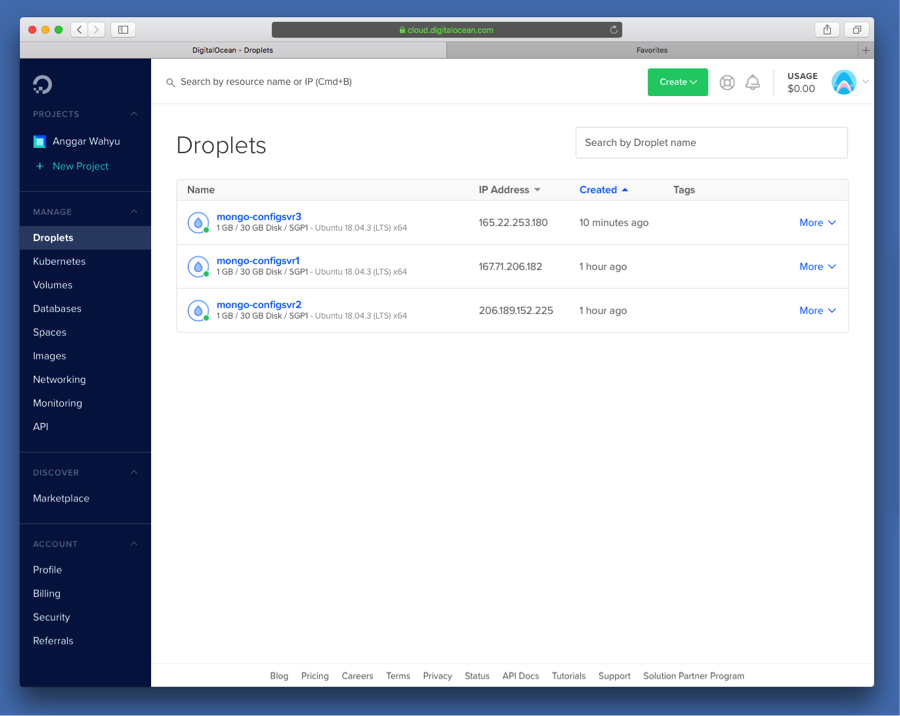 cloud.digitalocean.com
DigitalOcean - Droplets
Favorites
PROJECTS
Anggar Wahyu
+ New Project
MANAGE
Droplets
Kubernetes
Volumes
Databases
Spaces
Images
Networking
Monitoring
API
DISCOVER
Marketplace
ACCOUNT
Profile
Billing
Security
Referrals
Search by resource name or IP (Cmd+B)
Create
USAGE
$0.00
Droplets
Search by Droplet name
Name IP Address Created Tags
mongo-configsvr3
1 GB / 30 GB Disk / SGP1 - Ubuntu 18.04.3 (LTS) x64
165.22.253.180 10 minutes ago More
mongo-configsvr1
1 GB / 30 GB Disk / SGP1 - Ubuntu 18.04.3 (LTS) x64
167.71.206.182 1 hour ago More
mongo-configsvr2
1 GB / 30 GB Disk / SGP1 - Ubuntu 18.04.3 (LTS) x64
206.189.152.225 1 hour ago More
Blog Pricing Careers Terms Privacy Status API Docs Tutorials Support Solution Partner Program